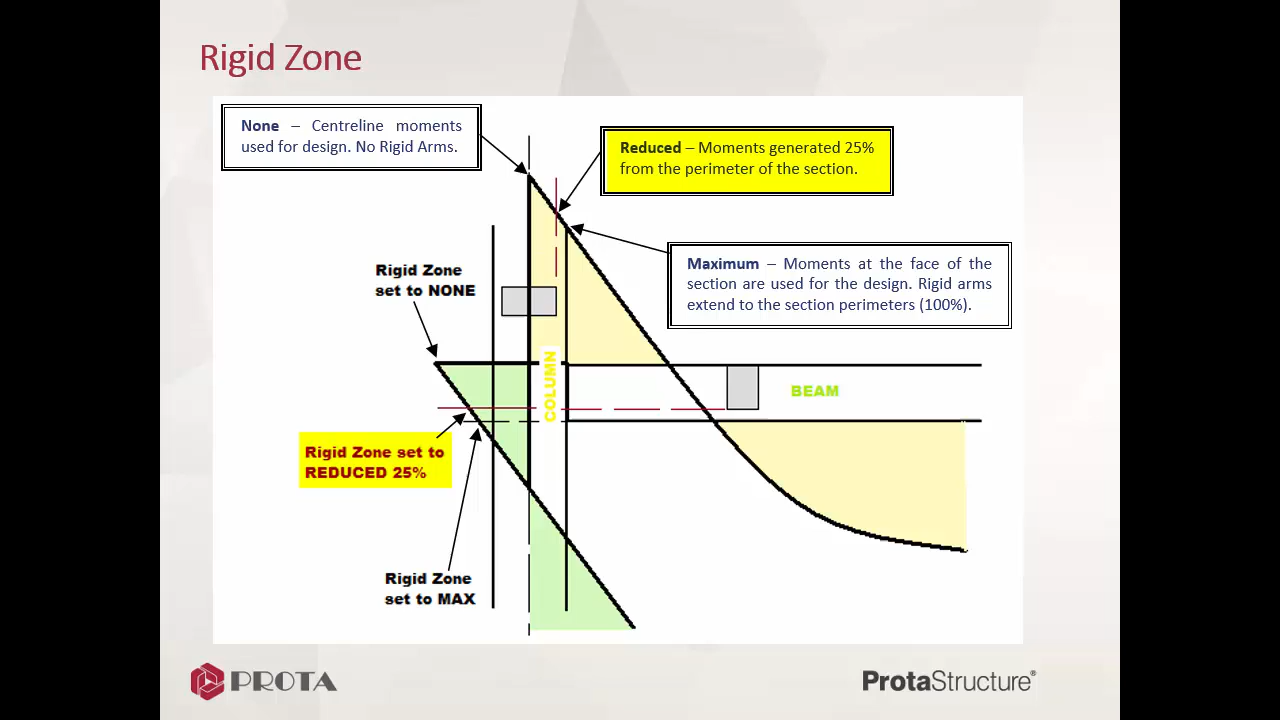 Rigid Zone
None – Centreline moments
used for design. No Rigid Arms.
Reduced – Moments generated 25%
from the perimeter of the section.
Maximum – Moments at the face of the
section are used for the design. Rigid arms
extend to the section perimeters (100%).
Rigid Zone
set to NONE
COLUMN
BEAM
Rigid Zone set to
REDUCED 25%
Rigid Zone
set to MAX
PROTA
ProtaStructure®